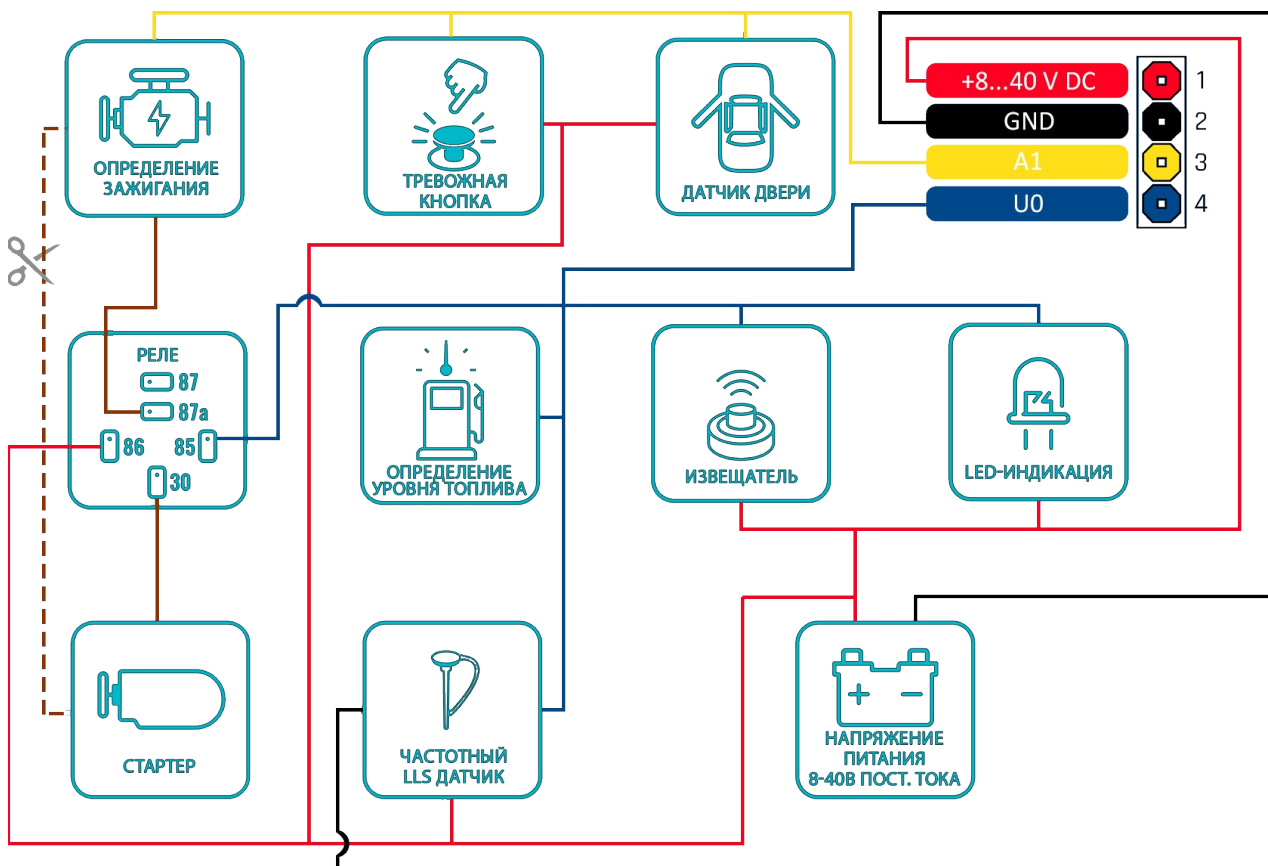 ОПРЕДЕЛЕНИЕ
ЗАЖИГАНИЯ
ТРЕВОЖНАЯ
КНОПКА
ДАТЧИК ДВЕРИ
+8...40 V DC
1
GND
2
A1
3
U0
4
РЕЛЕ
87
87a
86
85
30
ОПРЕДЕЛЕНИЕ
УРОВНЯ ТОПЛИВА
ИЗВЕЩАТЕЛЬ
LED-ИНДИКАЦИЯ
СТАРТЕР
ЧАСТОТНЫЙ
LLS ДАТЧИК
НАПРЯЖЕНИЕ
ПИТАНИЯ
8-40В ПОСТ. ТОКА